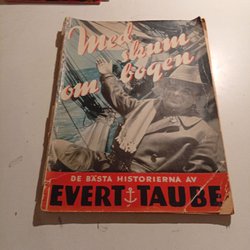 Med
skum
om bogen
DE BÄSTA HISTORIERNA AV
EVERT TAUBE